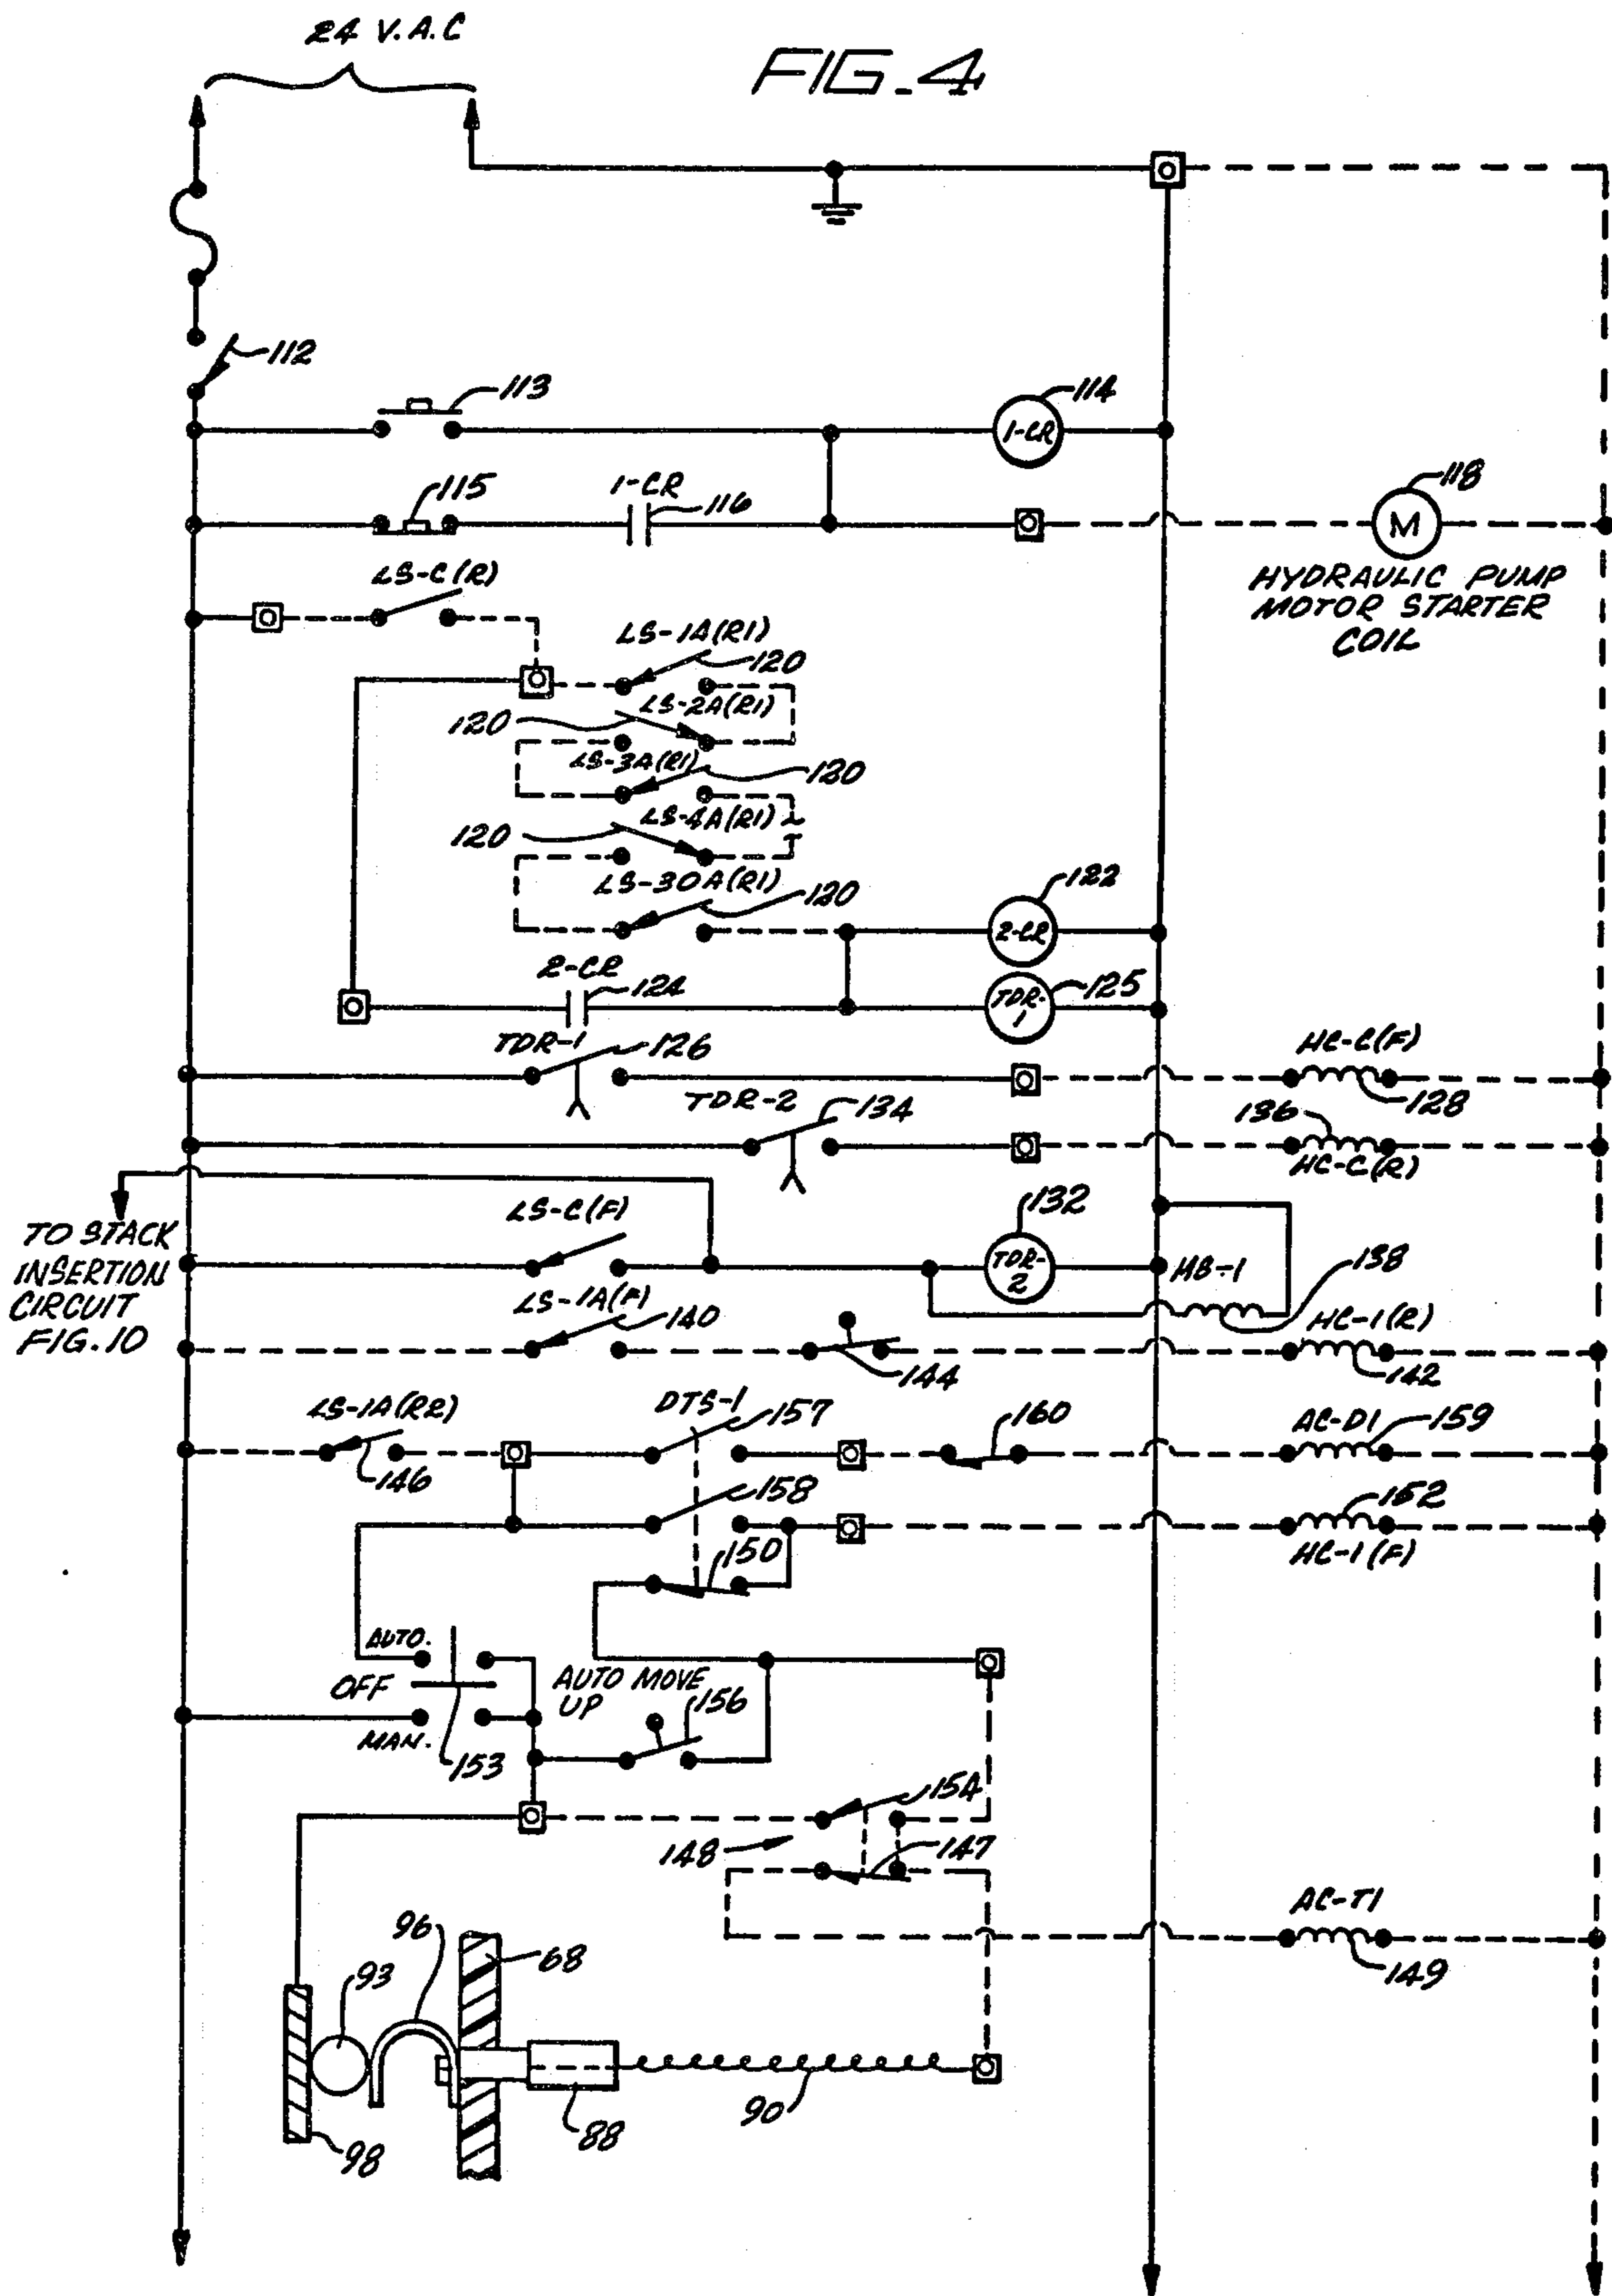 24 V.A.C
FIG_4
112
113
114
1-CR
115
1-CR
116
118
M
HYDRAULIC PUMP
MOTOR STARTER
COIL
LS-C(R)
LS-1A(R1)
120
LS-2A(R1)
120
LS-3A(R1)
120
LS-4A(R1)
120
LS-30A(R1)
120
122
2-CR
2-CR
124
125
TDR-
1
TDR-1
126
HC-C(F)
128
TDR-2
134
136
HC-C(R)
TO STACK
INSERTION
CIRCUIT
FIG.10
LS-C(F)
132
TDR-
2
MB-1
138
LS-1A(F)
140
144
HC-1(R)
142
LS-1A(R2)
146
DTS-1
157
160
AC-D1
159
158
152
HC-1(F)
150
AUTO.
OFF
MAN.
153
AUTO MOVE
UP
156
154
148
147
AC-T1
149
96
93
68
98
88
90